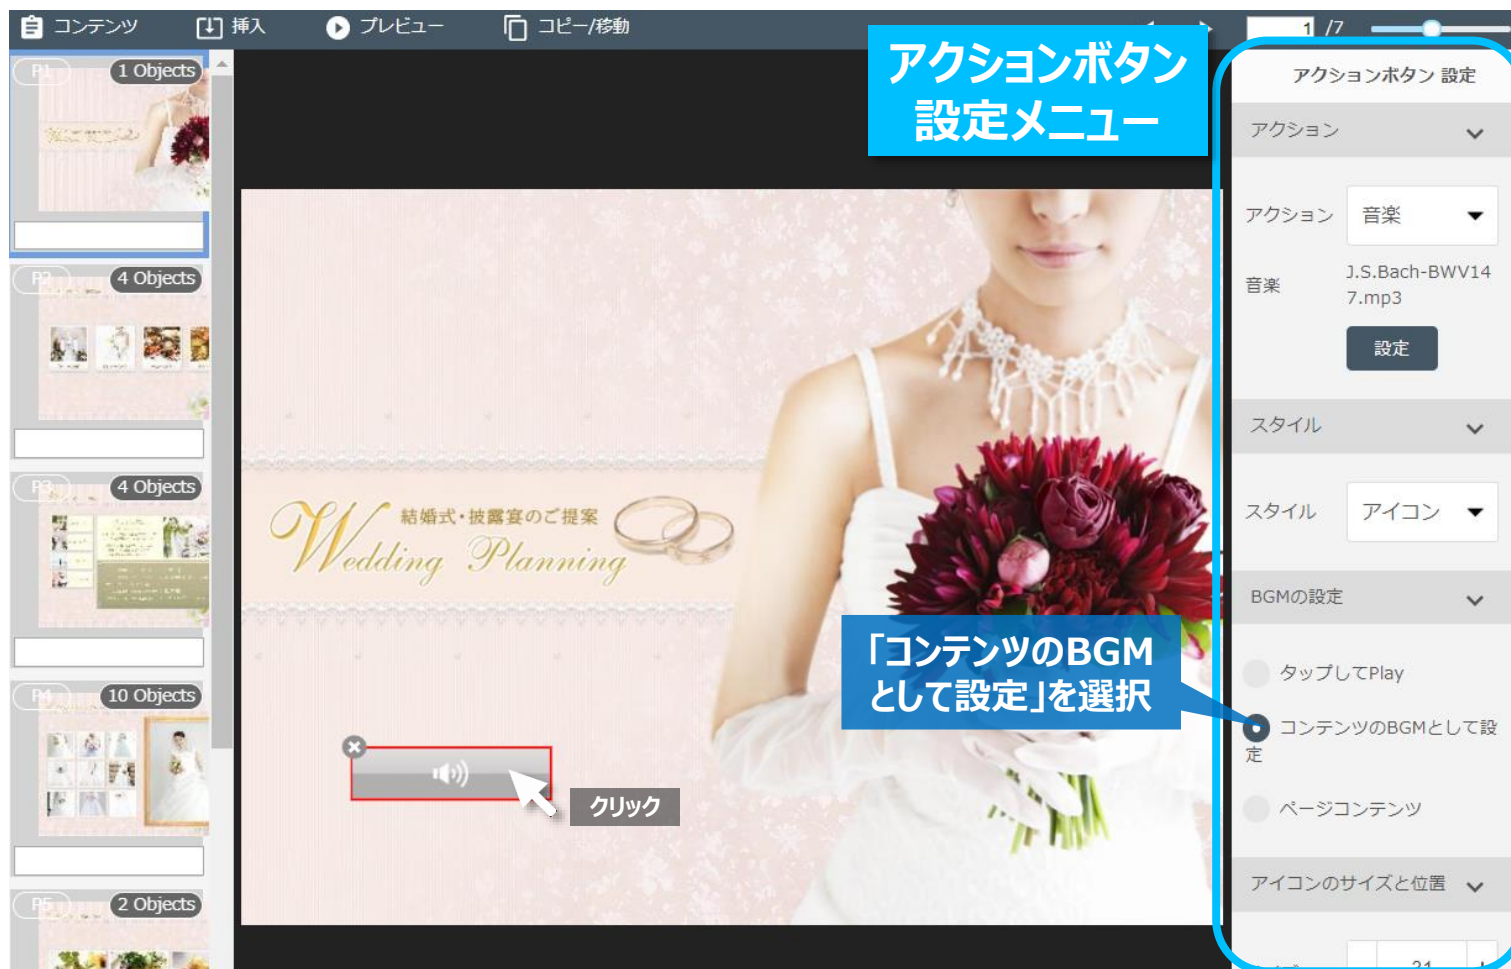 コンテンツ
挿入
プレビュー
コピー/移動
1 /7
アクションボタン
設定メニュー
アクションボタン 設定
アクション
アクション
音楽
音楽
J.S.Bach-BWV14
7.mp3
設定
スタイル
スタイル
アイコン
BGMの設定
タップしてPlay
コンテンツのBGMとして設
定
ページコンテンツ
アイコンのサイズと位置
21
P1
1 Objects
P2
4 Objects
P3
4 Objects
P4
10 Objects
P5
2 Objects
結婚式・披露宴のご提案
Wedding Planning
「コンテンツのBGM
として設定」を選択
クリック